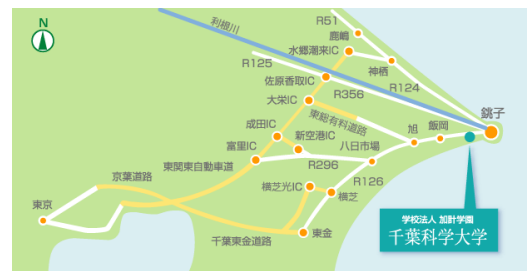 N
R51
鹿嶋
利根川
水郷潮来IC
R125
神栖
佐原香取IC
R124
R356
大栄IC
銚子
東総有料道路
成田IC
旭
飯岡
新空港IC
富里IC
八日市場
東関東自動車道
R296
京葉道路
横芝光IC
R126
横芝
東京
学校法人 加計学園
千葉科学大学
千葉東金道路
東金